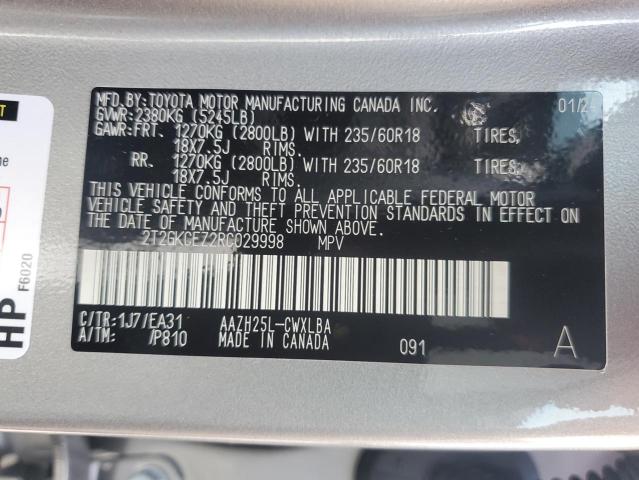 MFD.BY:TOYOTA MOTOR MANUFACTURING CANADA INC. 01/24
GVWR:2380KG (5245LB)
GAWR:FRT. 1270KG (2800LB) WITH 235/60R18 TIRES,
18X7.5J RIMS.
RR. 1270KG (2800LB) WITH 235/60R18 TIRES,
18X7.5J RIMS.
THIS VEHICLE CONFORMS TO ALL APPLICABLE FEDERAL MOTOR
VEHICLE SAFETY AND THEFT PREVENTION STANDARDS IN EFFECT ON
THE DATE OF MANUFACTURE SHOWN ABOVE.
2T2GKCEZ2RC029998 MPV
C/TR:1J7/EA31 AAZH25L-CWXLBA
A/TM: /P810 MADE IN CANADA 091 A
HP
F6020